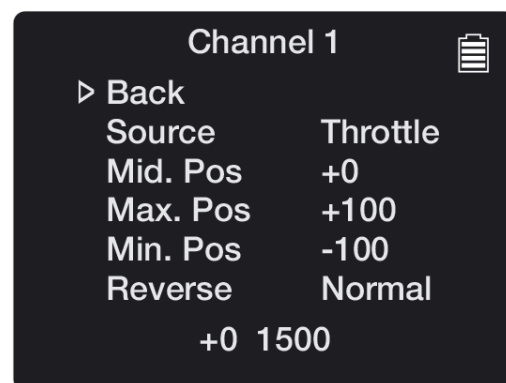 Channel 1
Back
Source Throttle
Mid. Pos +0
Max. Pos +100
Min. Pos -100
Reverse Normal
+0 1500